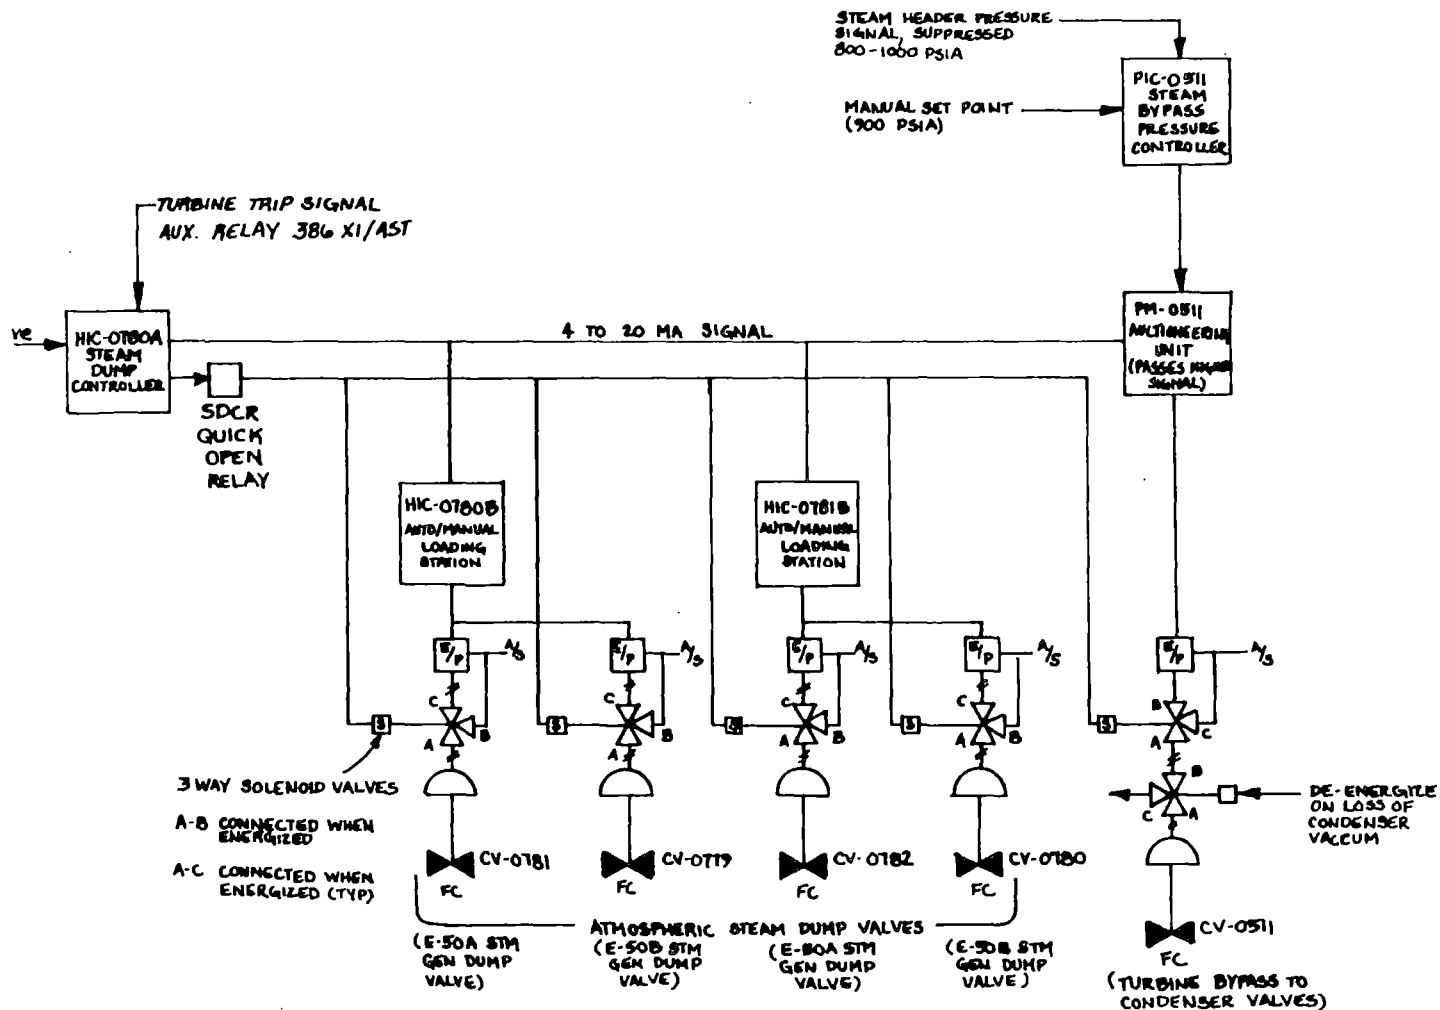 STEAM HEADER PRESSURE
SIGNAL, SUPPRESSED
800-1000 PSIA
PIC-0511
STEAM
BYPASS
PRESSURE
CONTROLLER
MANUAL SET POINT
(900 PSIA)
TURBINE TRIP SIGNAL
AUX. RELAY 386 X1/AST
ve
HIC-0780A
STEAM
DUMP
CONTROLLER
4 TO 20 MA SIGNAL
PM-0511
AUCTIONEERING
UNIT
(PASSES HIGHER
SIGNAL)
SDCR
QUICK
OPEN
RELAY
HIC-0780B
AUTO/MANUAL
LOADING
STATION
HIC-0781B
AUTO/MANUAL
LOADING
STATION
E/P A/S
E/P A/S
E/P A/S
E/P A/S
E/P A/S
S C A B
S C A B
S C A B
S C A B
S B A C
3 WAY SOLENOID VALVES
A-B CONNECTED WHEN
ENERGIZED
A-C CONNECTED WHEN
ENERGIZED (TYP)
B
C A
DE-ENERGIZE
ON LOSS OF
CONDENSER
VACCUM
CV-0781
FC
CV-0779
FC
CV-0782
FC
CV-0780
FC
CV-0511
FC
ATMOSPHERIC STEAM DUMP VALVES
(E-50A STM
GEN DUMP
VALVE)
(E-50B STM
GEN DUMP
VALVE)
(E-50A STM
GEN DUMP
VALVE)
(E-50B STM
GEN DUMP
VALVE)
(TURBINE BYPASS TO
CONDENSER VALVES)